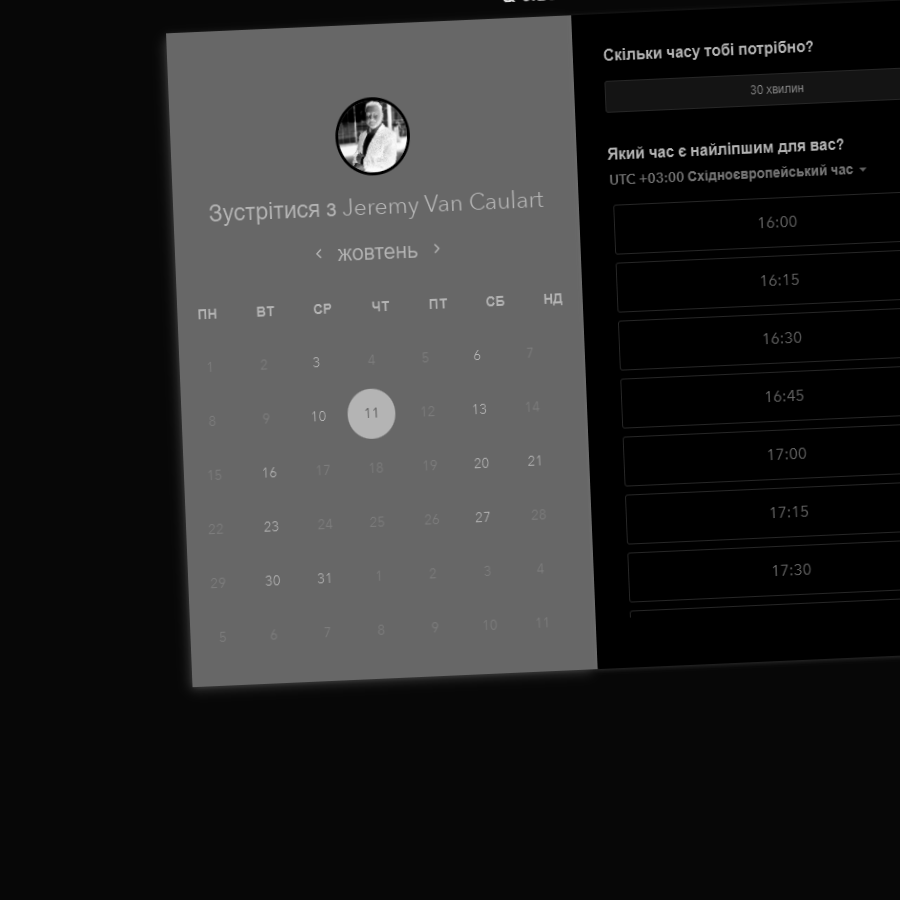 Зустрітися з Jeremy Van Caulart
жовтень
ПН ВТ СР ЧТ ПТ СБ НД
1 2 3 4 5 6 7
8 9 10 11 12 13 14
15 16 17 18 19 20 21
22 23 24 25 26 27 28
29 30 31 1 2 3 4
5 6 7 8 9 10 11
Скільки часу тобі потрібно?
30 хвилин
Який час є найліпшим для вас?
UTC +03:00 Східноєвропейський час
16:00
16:15
16:30
16:45
17:00
17:15
17:30